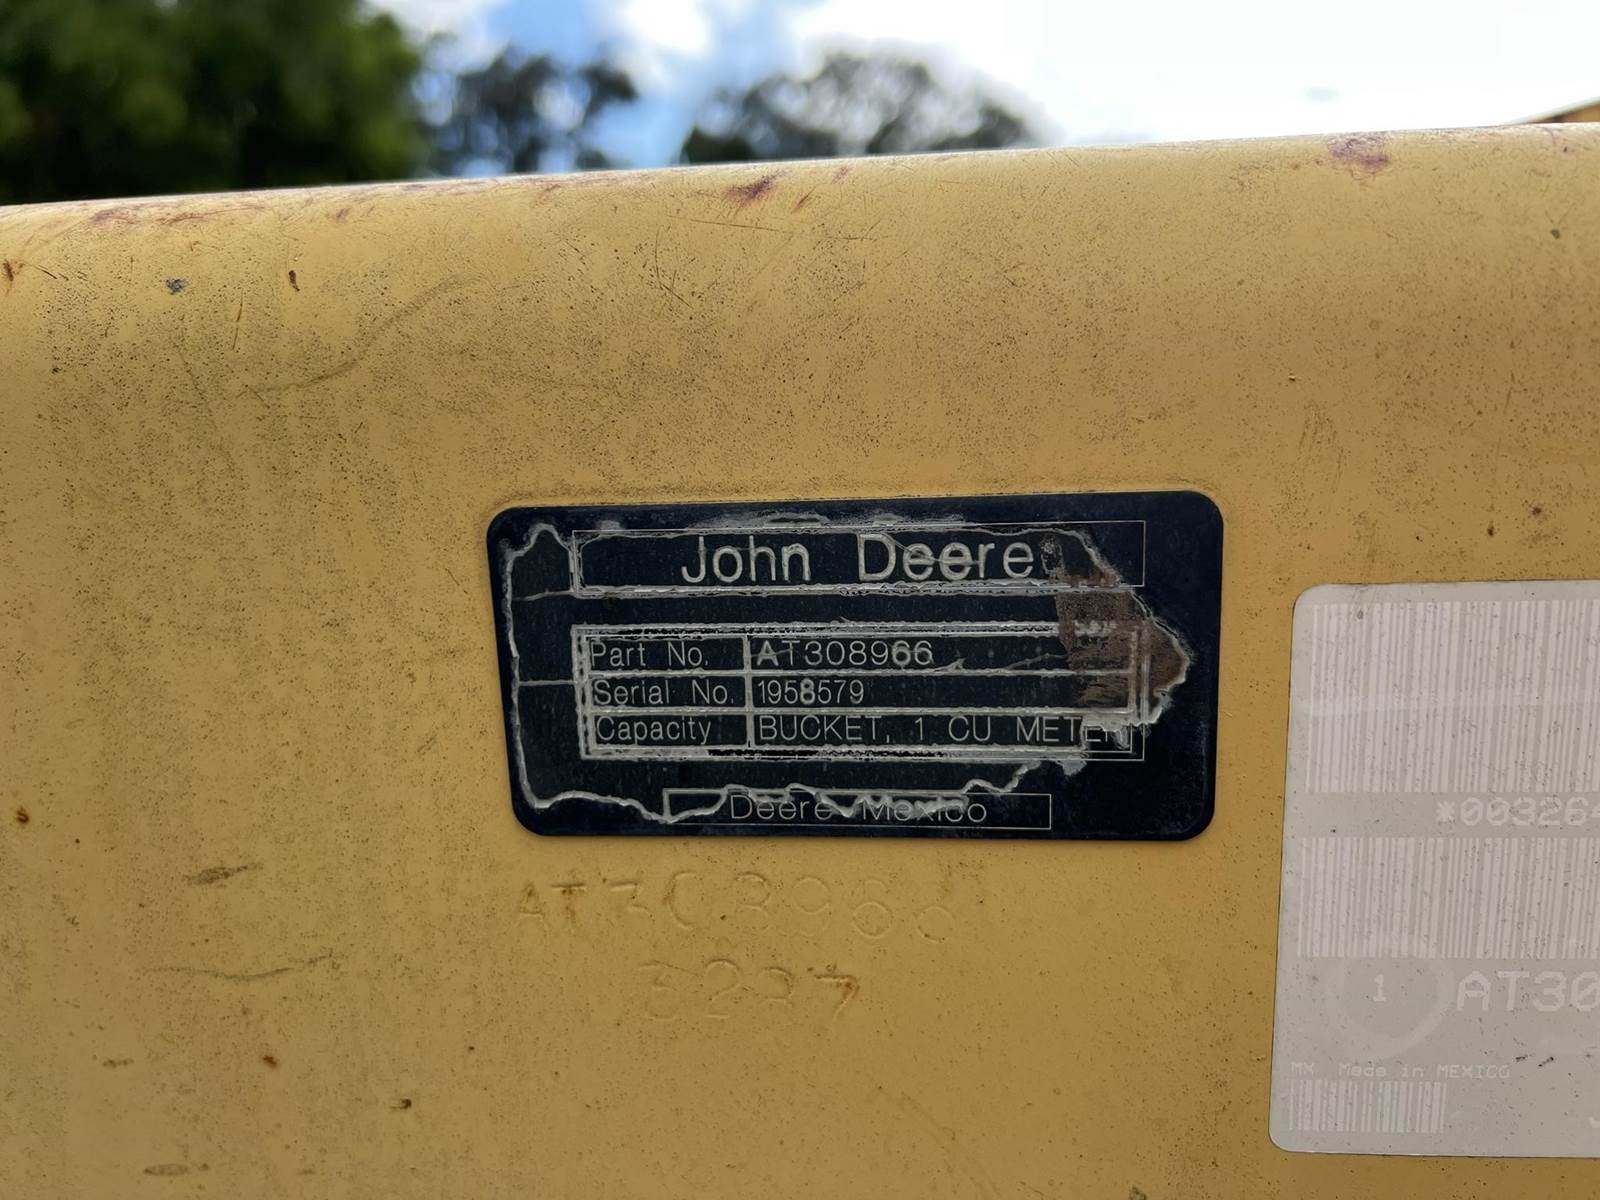 John Deere
Part No. AT308966
Serial No. 1958579
Capacity BUCKET, 1 CU METER
Deere Mexico
AT308966
3227
*00326
1 AT30
MX Made in MEXICO